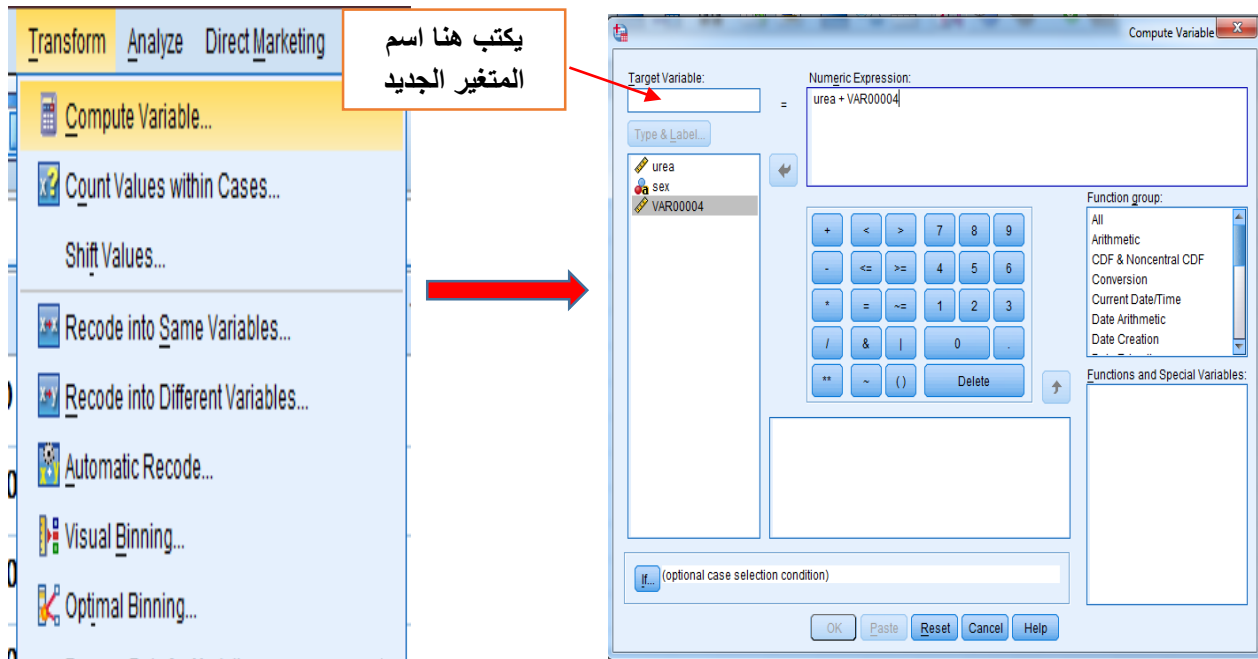 Transform Analyze Direct Marketing
Compute Variable...
Count Values within Cases...
Shift Values...
Recode into Same Variables...
Recode into Different Variables...
Automatic Recode...
Visual Binning...
Optimal Binning...
يكتب هنا اسم
المتغير الجديد
Compute Variable
Target Variable:
Numeric Expression:
=
urea + VAR00004
Type & Label...
urea
sex
VAR00004
+ < > 7 8 9
- <= >= 4 5 6
* = ~= 1 2 3
/ & | 0 .
** ~ () Delete
Function group:
All
Arithmetic
CDF & Noncentral CDF
Conversion
Current Date/Time
Date Arithmetic
Date Creation
Functions and Special Variables:
If... (optional case selection condition)
OK Paste Reset Cancel Help